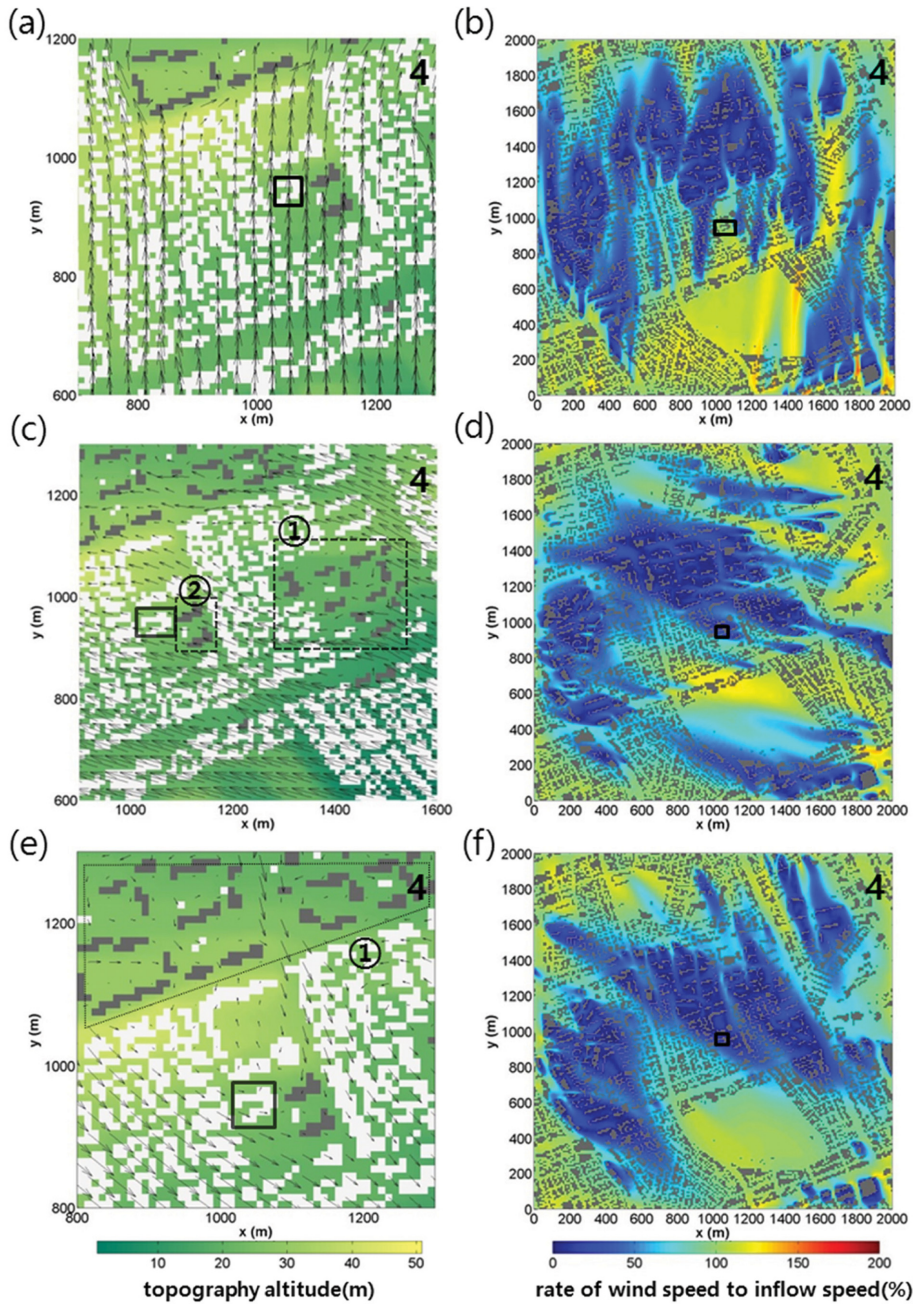 (a)
(b)
1200
1000
800
600
y (m)
4
800
1000
1200
x (m)
2000
1800
1600
1400
1200
1000
800
600
400
200
0
y (m)
4
0 200 400 600 800 1000 1200 1400 1600 1800 2000
x (m)
(c)
(d)
1200
1000
800
600
y (m)
4
①
②
1000
1200
1400
1600
x (m)
2000
1800
1600
1400
1200
1000
800
600
400
200
0
y (m)
4
0 200 400 600 800 1000 1200 1400 1600 1800 2000
x (m)
(e)
(f)
1200
1000
800
y (m)
4
①
800
1000
1200
x (m)
2000
1800
1600
1400
1200
1000
800
600
400
200
0
y (m)
4
0 200 400 600 800 1000 1200 1400 1600 1800 2000
x (m)
10 20 30 40 50
topography altitude(m)
0 50 100 150 200
rate of wind speed to inflow speed(%)